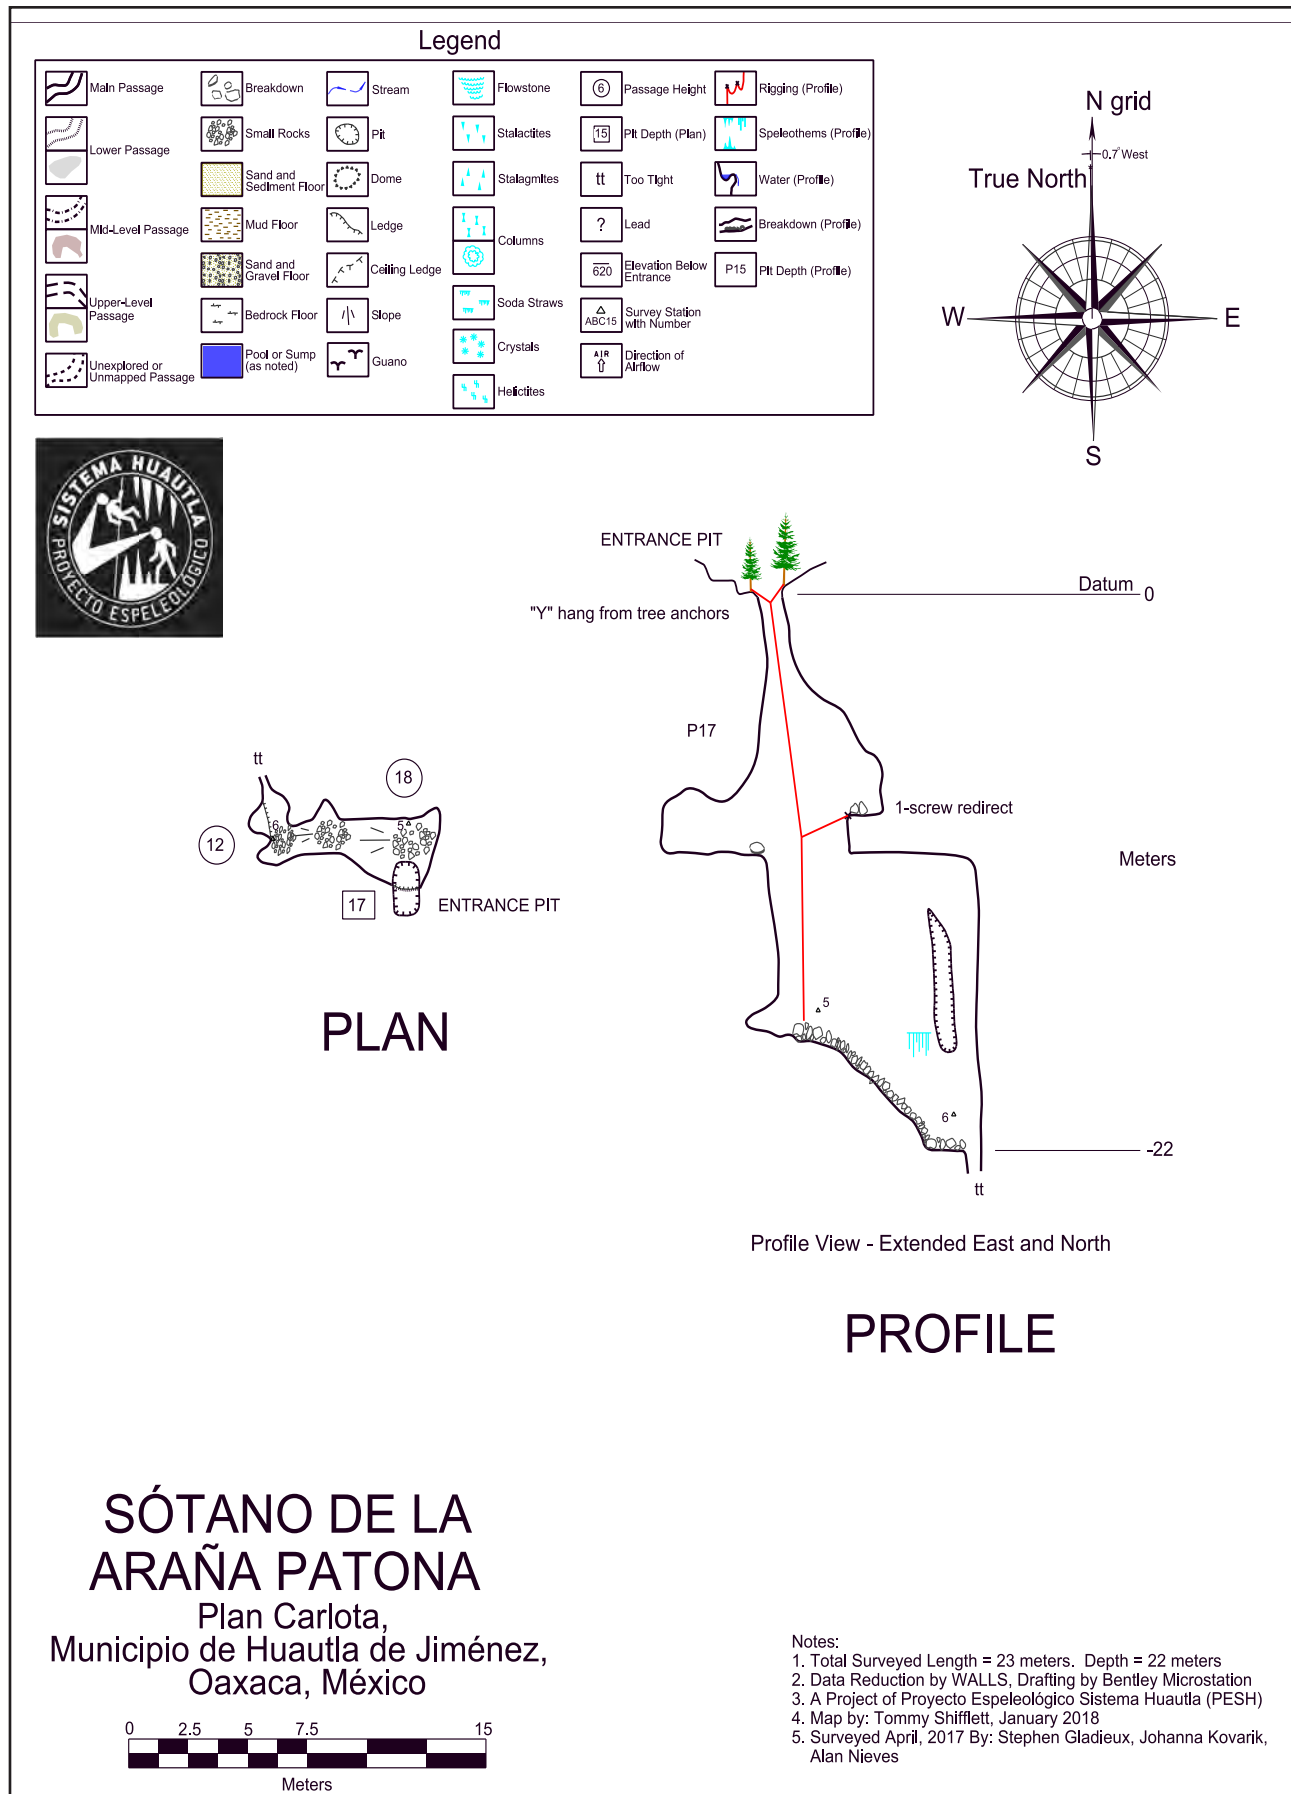 Legend
Main Passage
Lower Passage
Mid-Level Passage
Upper-Level
Passage
Unexplored or
Unmapped Passage
Breakdown
Small Rocks
Sand and
Sediment Floor
Mud Floor
Sand and
Gravel Floor
Bedrock Floor
Pool or Sump
(as noted)
Stream
Pit
Dome
Ledge
Ceiling Ledge
Slope
Guano
Flowstone
Stalactites
Stalagmites
Columns
Soda Straws
Crystals
Helictites
6 Passage Height
15 Pit Depth (Plan)
tt Too Tight
? Lead
620 Elevation Below
Entrance
ABC15 Survey Station
with Number
AIR Direction of
Airflow
Rigging (Profile)
Speleothems (Profile)
Water (Profile)
Breakdown (Profile)
P15 Pit Depth (Profile)
N grid
0.7° West
True North
W
E
S
SISTEMA HUAUTLA
PROYECTO ESPELEOLÓGICO
ENTRANCE PIT
Datum 0
"Y" hang from tree anchors
P17
1-screw redirect
Meters
5
6
-22
tt
Profile View - Extended East and North
PROFILE
tt
18
12
6
5
17
ENTRANCE PIT
PLAN
SÓTANO DE LA
ARAÑA PATONA
Plan Carlota,
Municipio de Huautla de Jiménez,
Oaxaca, México
0 2.5 5 7.5 15
Meters
Notes:
1. Total Surveyed Length = 23 meters. Depth = 22 meters
2. Data Reduction by WALLS, Drafting by Bentley Microstation
3. A Project of Proyecto Espeleológico Sistema Huautla (PESH)
4. Map by: Tommy Shifflett, January 2018
5. Surveyed April, 2017 By: Stephen Gladieux, Johanna Kovarik,
Alan Nieves